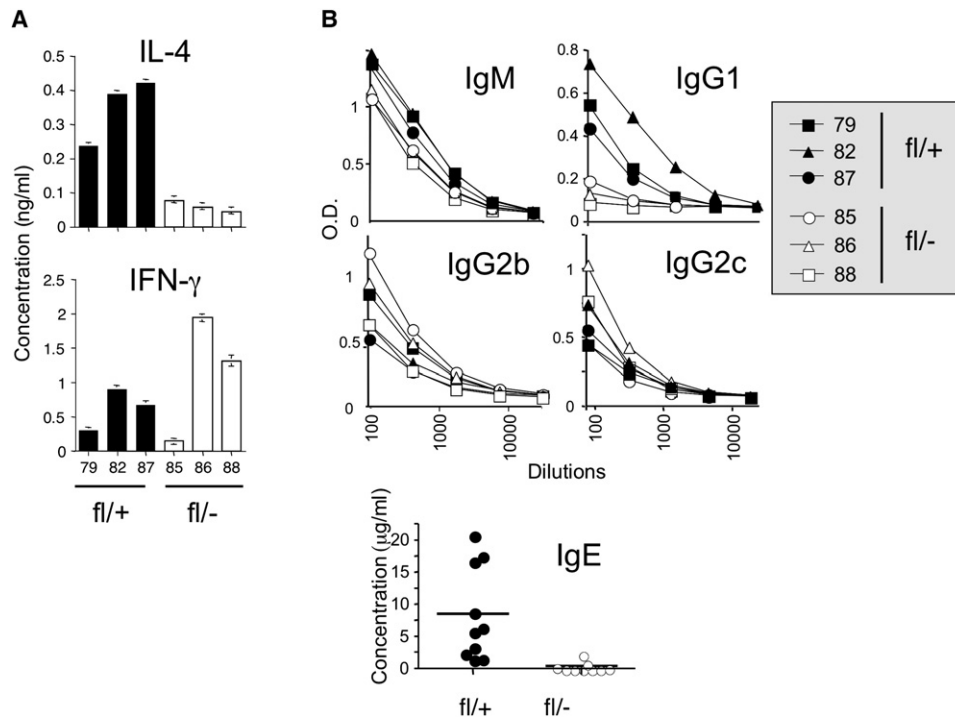 A
IL-4
0.5
0.4
0.3
0.2
0.1
0
Concentration (ng/ml)
IFN-γ
2.5
2
1.5
1
0.5
0
79 82 87 85 86 88
fl/+ fl/-
B
IgM
1
0.5
0
O.D.
IgG1
0.8
0.6
0.4
0.2
0
IgG2b
1
0.5
0
100 1000 10000
IgG2c
1
0.5
0
100 1000 10000
Dilutions
79
82
87
fl/+
85
86
88
fl/-
Concentration (µg/ml)
IgE
20
15
10
5
0
fl/+ fl/-